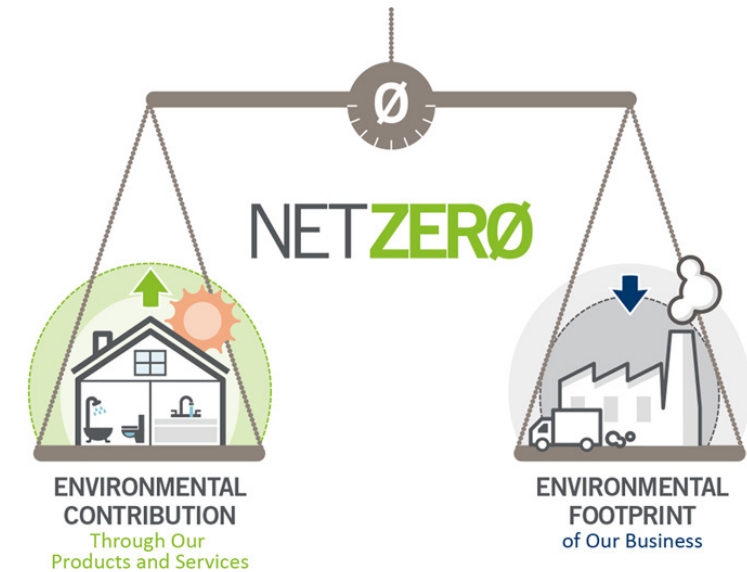 Ø
NETZERØ
ENVIRONMENTAL
CONTRIBUTION
Through Our
Products and Services
ENVIRONMENTAL
FOOTPRINT
of Our Business